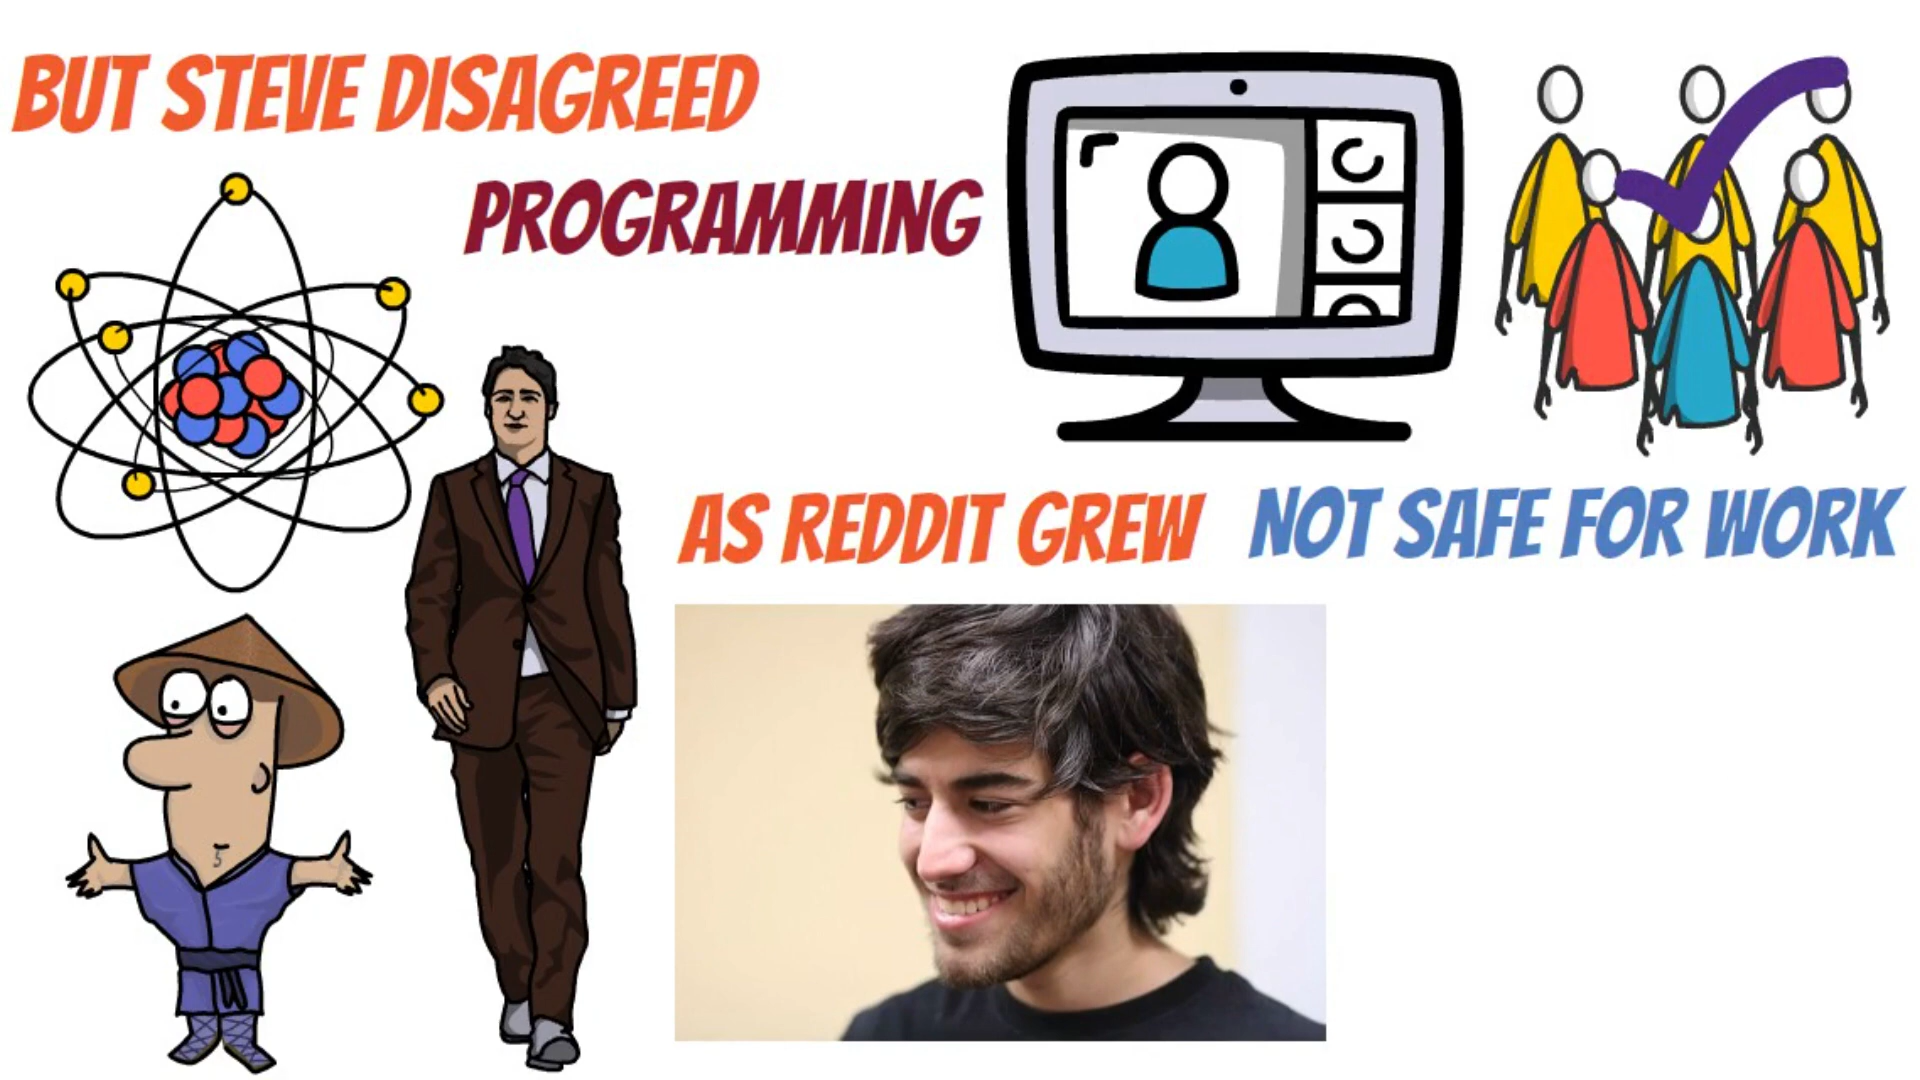 BUT STEVE DISAGREED
PROGRAMMING
AS REDDIT GREW
NOT SAFE FOR WORK